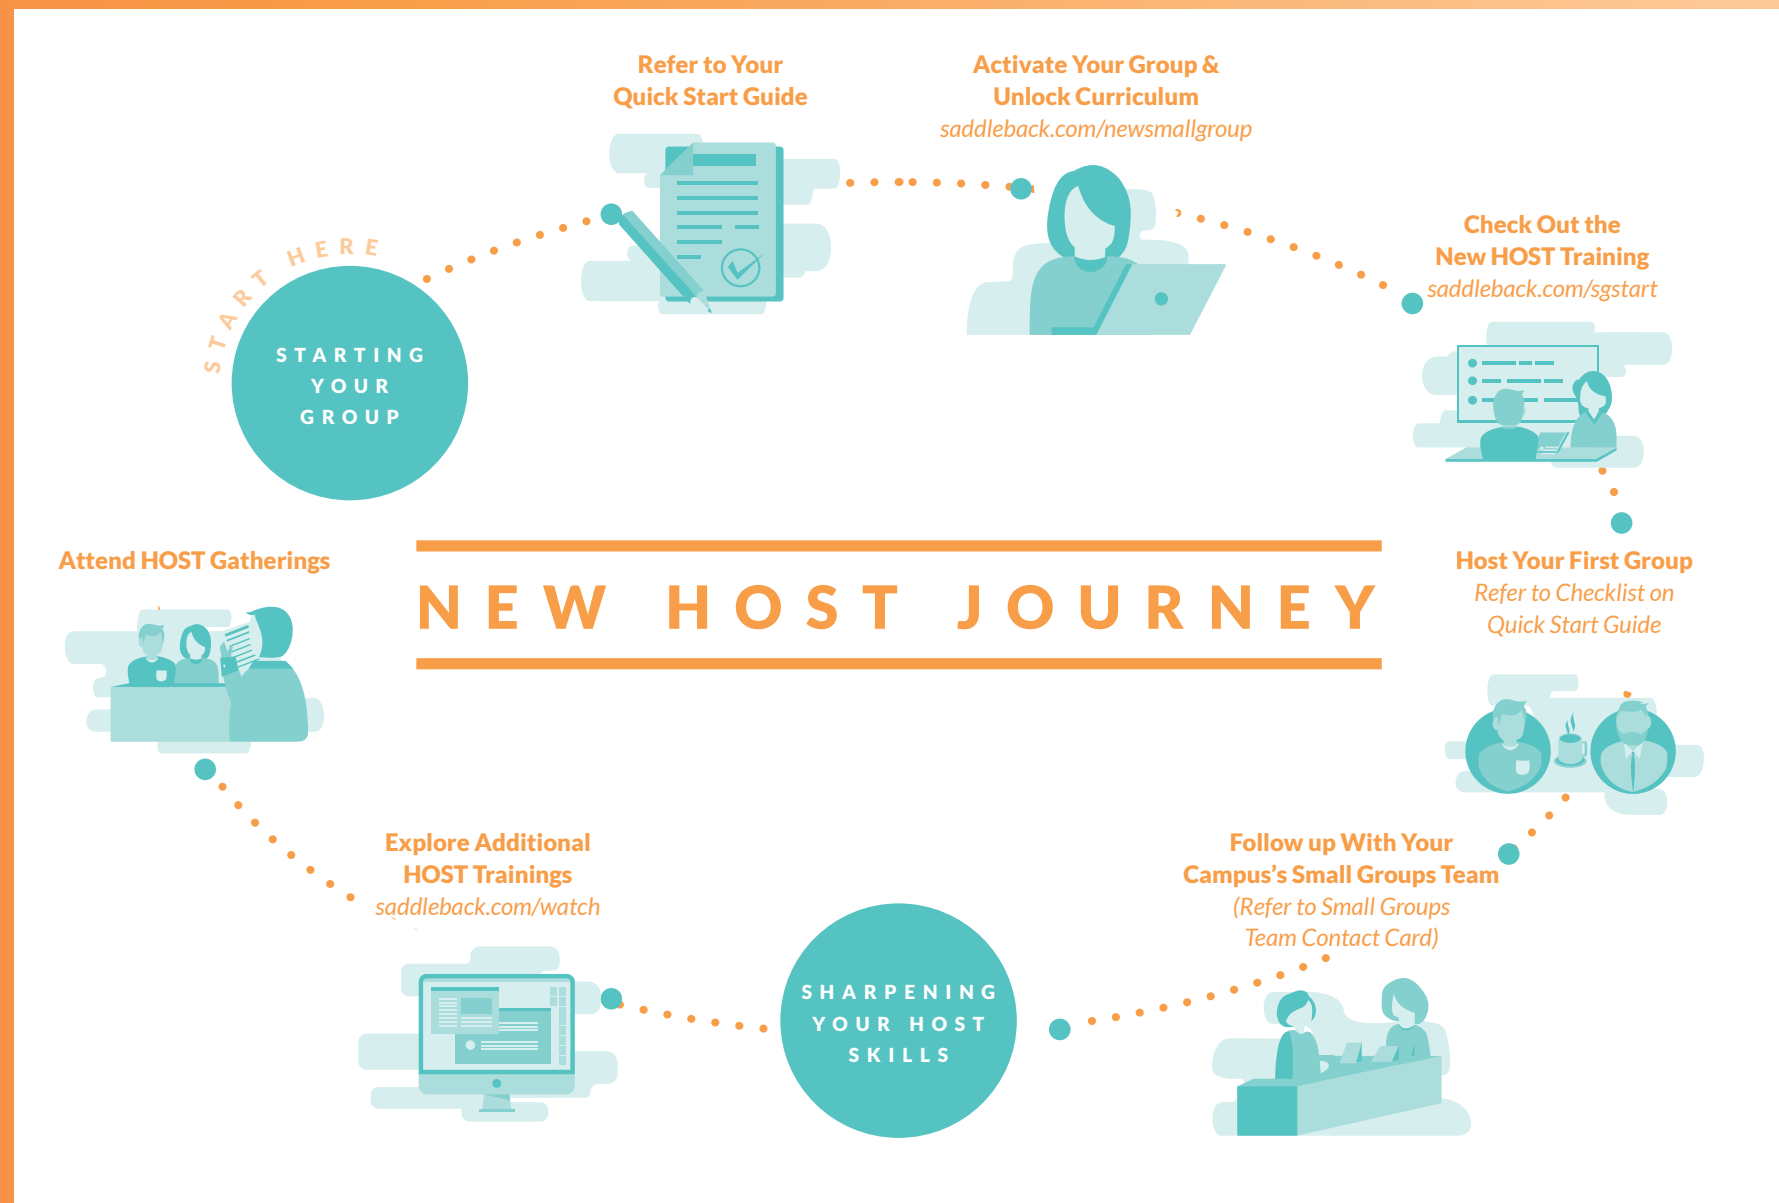 START HERE
STARTING
YOUR
GROUP
Refer to Your
Quick Start Guide
Activate Your Group &
Unlock Curriculum
saddleback.com/newsmallgroup
Check Out the
New HOST Training
saddleback.com/sgstart
Host Your First Group
Refer to Checklist on
Quick Start Guide
NEW HOST JOURNEY
Follow up With Your
Campus’s Small Groups Team
(Refer to Small Groups
Team Contact Card)
SHARPENING
YOUR HOST
SKILLS
Explore Additional
HOST Trainings
saddleback.com/watch
Attend HOST Gatherings